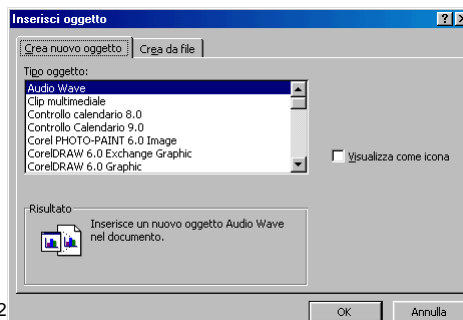 Inserisci oggetto
Crea nuovo oggetto
Crea da file
Tipo oggetto:
Audio Wave
Clip multimediale
Controllo calendario 8.0
Controllo Calendario 9.0
Corel PHOTO-PAINT 6.0 Image
CorelDRAW 6.0 Exchange Graphic
CorelDRAW 6.0 Graphic
Visualizza come icona
Risultato
Inserisce un nuovo oggetto Audio Wave
nel documento.
2
OK
Annulla